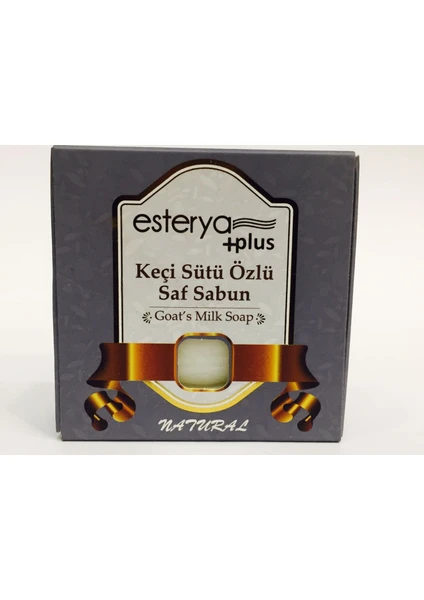 esterya
+plus
Keçi Sütü Özlü
Saf Sabun
Goat's Milk Soap
NATURAL